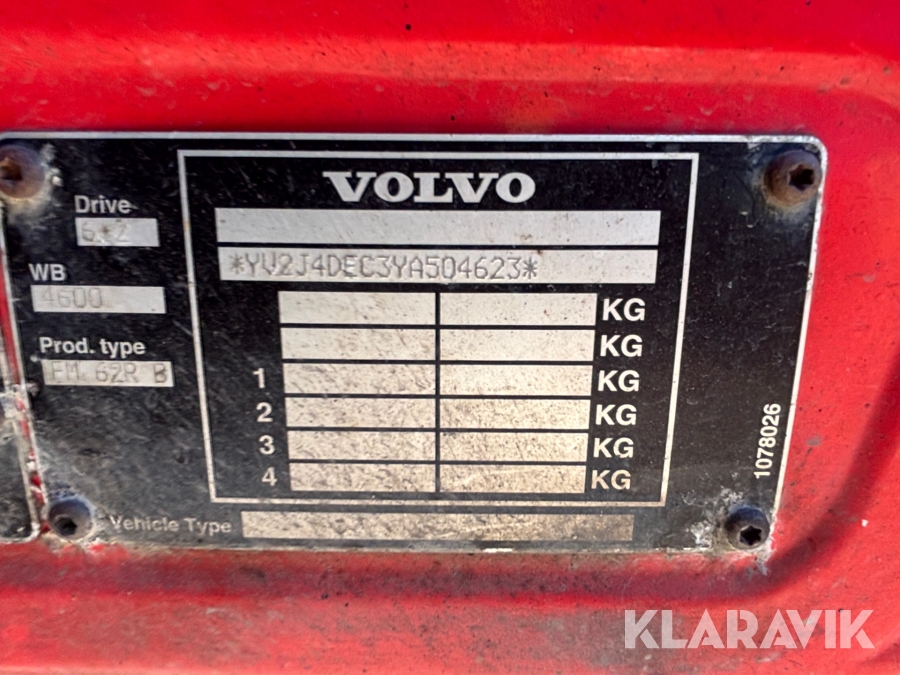 VOLVO
Drive
6*2
*YV2J4DEC3YA504623*
WB
4600
KG
Prod. type
KG
FM 62R B
1 KG
2 KG
3 KG
4 KG
1078026
Vehicle Type
KLARAVIK